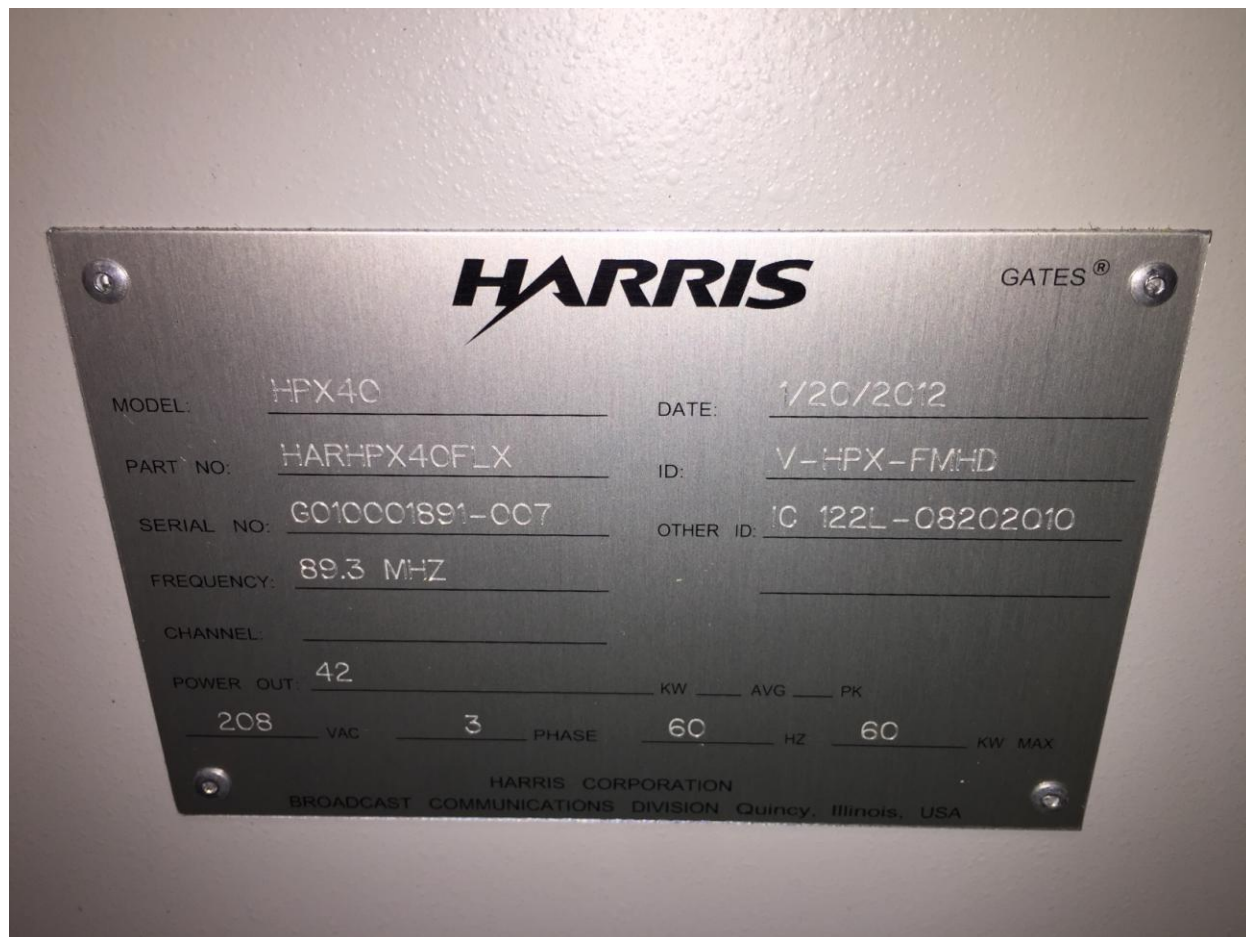 HARRIS GATES®
MODEL: HPX40 DATE: 1/20/2012
PART NO: HARHPX40FLX ID: V-HPX-FMHD
SERIAL NO: G010001891-007 OTHER ID: IC 122L-08202010
FREQUENCY: 89.3 MHZ
CHANNEL:
POWER OUT: 42 KW AVG PK
208 VAC 3 PHASE 60 HZ 60 KW MAX
HARRIS CORPORATION
BROADCAST COMMUNICATIONS DIVISION Quincy, Illinois, USA